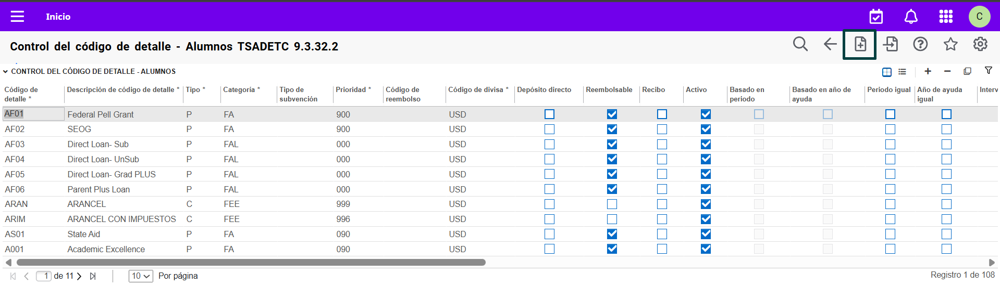 Inicio
C
Control del código de detalle - Alumnos TSADETC 9.3.32.2
CONTROL DEL CÓDIGO DE DETALLE - ALUMNOS
Código de detalle * Descripción de código de detalle * Tipo * Categoría * Tipo de subvención Prioridad * Código de reembolso Código de divisa * Depósito directo Reembolsable Recibo Activo Basado en periodo Basado en año de ayuda Periodo igual Año de ayuda igual Interv
AF01 Federal Pell Grant P FA 900 USD
AF02 SEOG P FA 900 USD
AF03 Direct Loan- Sub P FAL 000 USD
AF04 Direct Loan- UnSub P FAL 000 USD
AF05 Direct Loan- Grad PLUS P FAL 000 USD
AF06 Parent Plus Loan P FAL 000 USD
ARAN ARANCEL C FEE 999 USD
ARIM ARANCEL CON IMPUESTOS C FEE 996 USD
AS01 State Aid P FA 090 USD
A001 Academic Excellence P FA 090 USD
1 de 11 10 Por página Registro 1 de 108